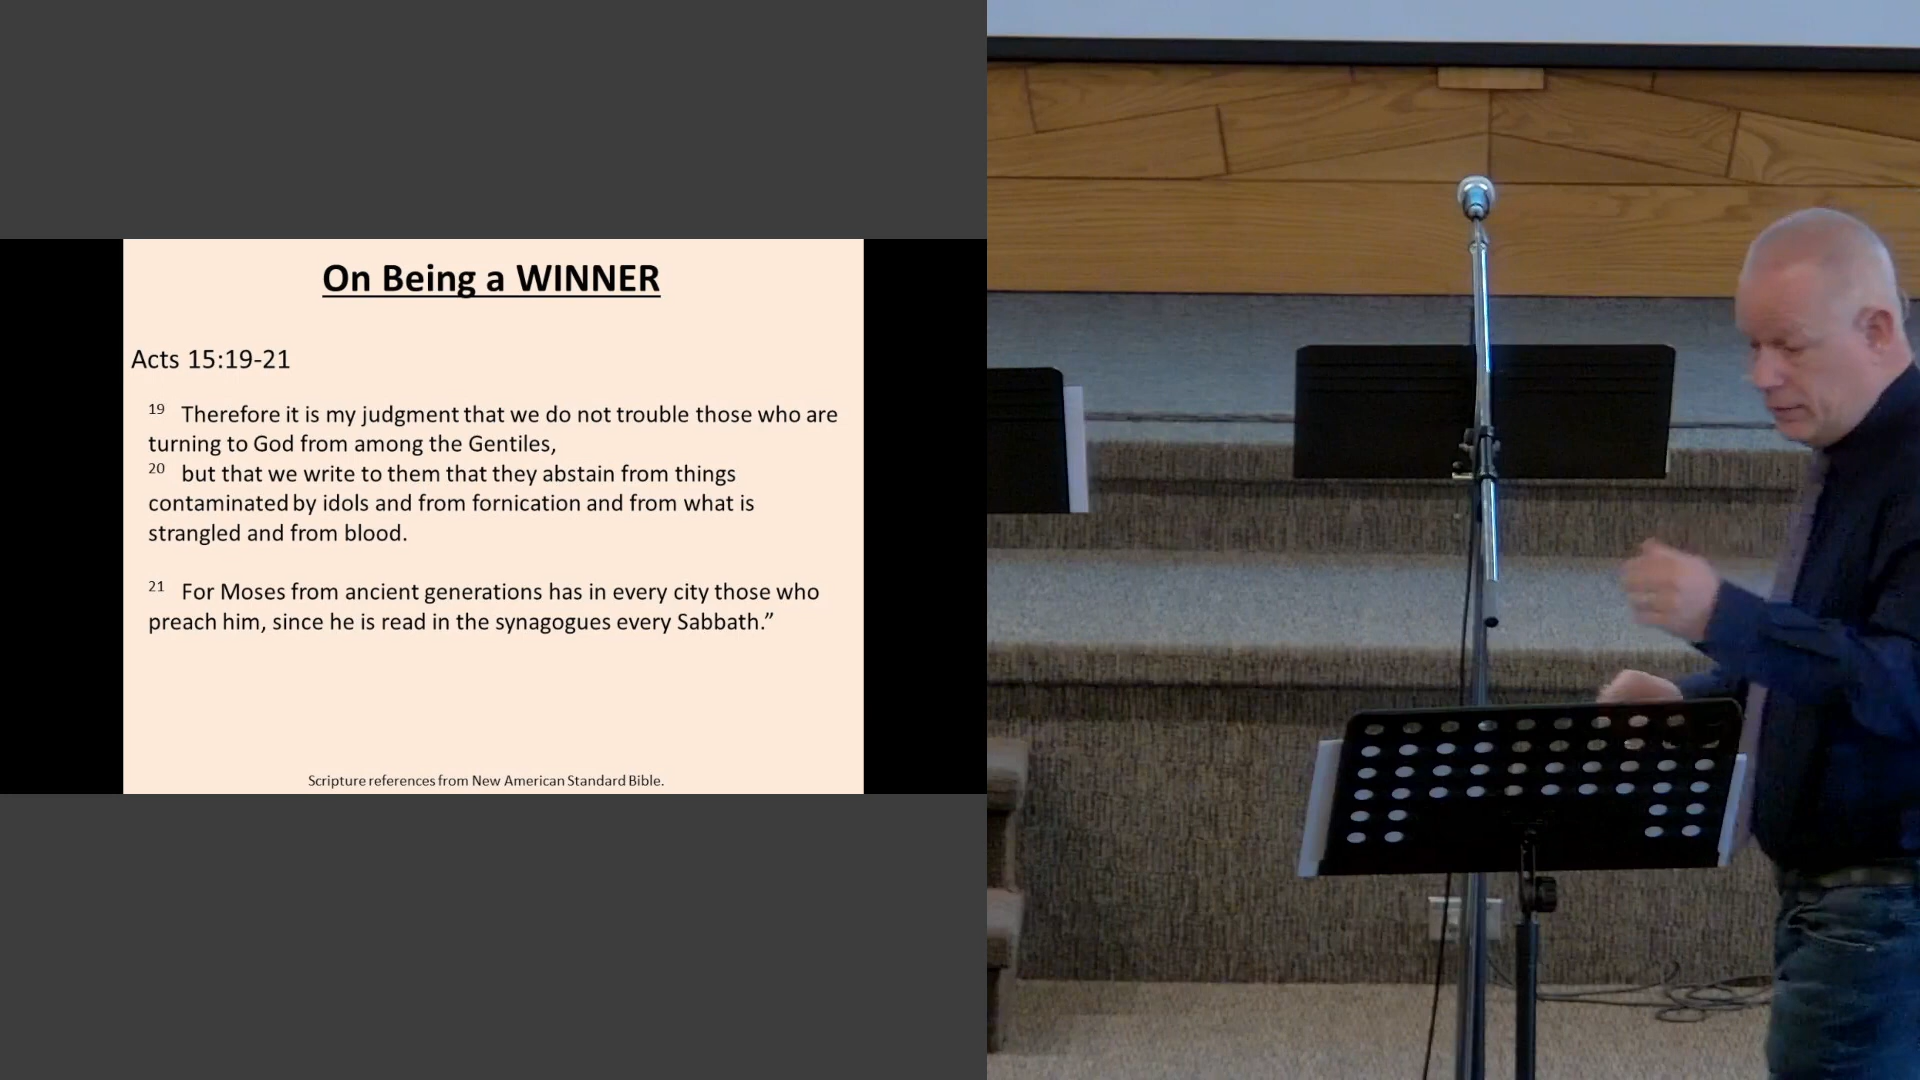 On Being a WINNER
Acts 15:19-21
19 Therefore it is my judgment that we do not trouble those who are
turning to God from among the Gentiles,
20 but that we write to them that they abstain from things
contaminated by idols and from fornication and from what is
strangled and from blood.
21 For Moses from ancient generations has in every city those who
preach him, since he is read in the synagogues every Sabbath.”
Scripture references from New American Standard Bible.